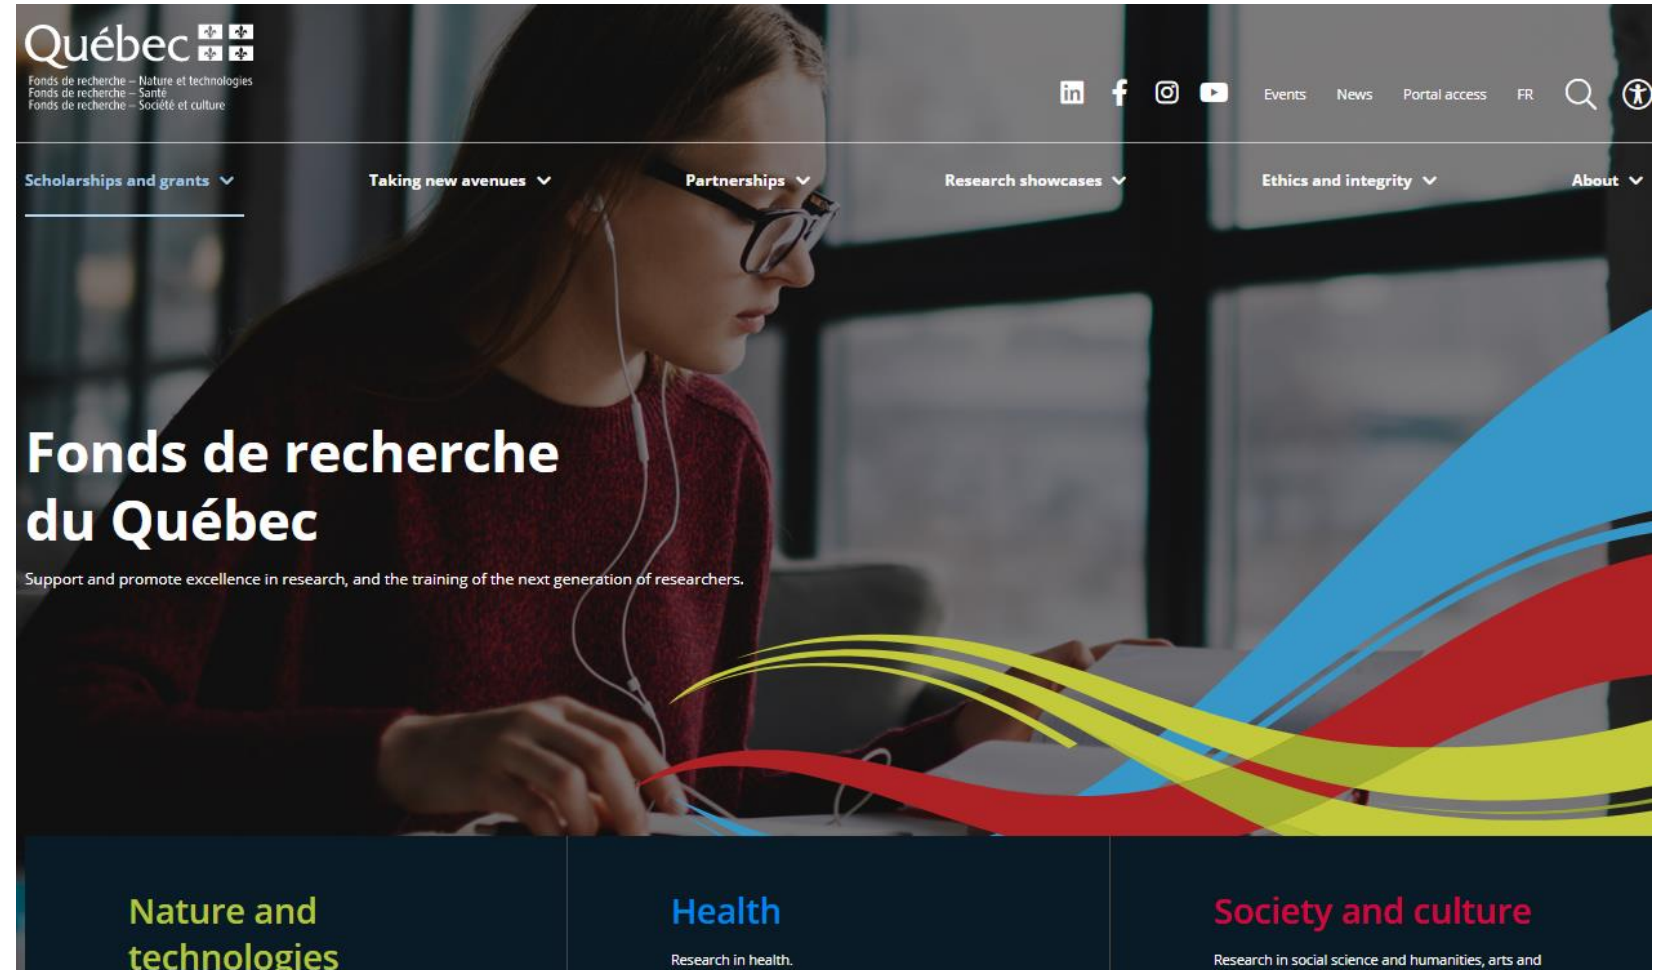 Québec
Fonds de recherche – Nature et technologies
Fonds de recherche – Santé
Fonds de recherche – Société et culture
in f Events News Portal access FR
Scholarships and grants Taking new avenues Partnerships Research showcases Ethics and integrity About
Fonds de recherche
du Québec
Support and promote excellence in research, and the training of the next generation of researchers.
Nature and
technologies
Health
Research in health.
Society and culture
Research in social science and humanities, arts and